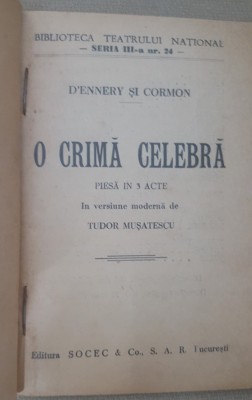 BIBLIOTECA TEATRULUI NAȚIONAL
— SERIA III-a nr. 24 —
D'ENNERY ȘI CORMON
O CRIMĂ CELEBRĂ
PIESĂ IN 3 ACTE
In versiune modernă de
TUDOR MUȘATESCU
Editura SOCEC & Co., S. A. R. București